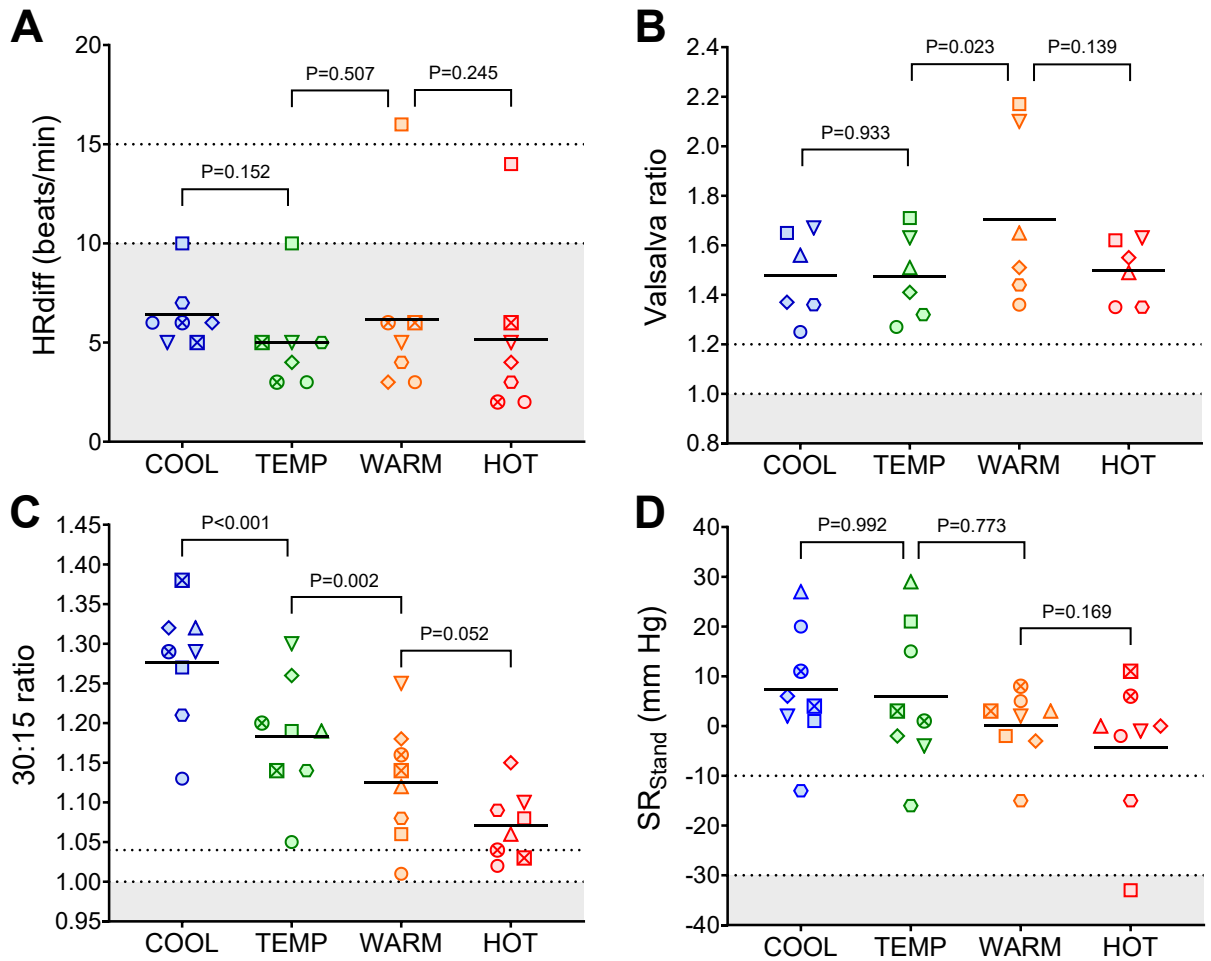 A
20
15
10
5
0
HRdiff (beats/min)
P=0.152
P=0.507
P=0.245
COOL TEMP WARM HOT
B
2.4
2.2
2.0
1.8
1.6
1.4
1.2
1.0
0.8
Valsalva ratio
P=0.933
P=0.023
P=0.139
COOL TEMP WARM HOT
C
1.45
1.40
1.35
1.30
1.25
1.20
1.15
1.10
1.05
1.00
0.95
30:15 ratio
P<0.001
P=0.002
P=0.052
COOL TEMP WARM HOT
D
40
30
20
10
0
-10
-20
-30
-40
SRStand (mm Hg)
P=0.992
P=0.773
P=0.169
COOL TEMP WARM HOT